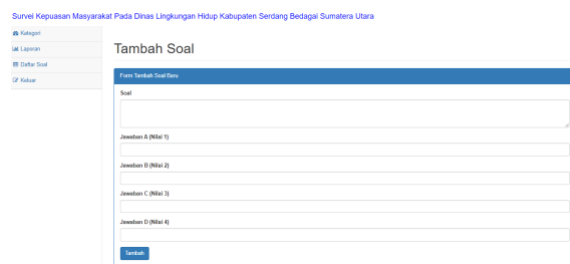 Survei Kepuasan Masyarakat Pada Dinas Lingkungan Hidup Kabupaten Serdang Bedagai Sumatera Utara
Kategori
Laporan
Daftar Soal
Keluar
Tambah Soal
Form Tambah Soal Baru
Soal
Jawaban A (Nilai 1)
Jawaban B (Nilai 2)
Jawaban C (Nilai 3)
Jawaban D (Nilai 4)
Tambah